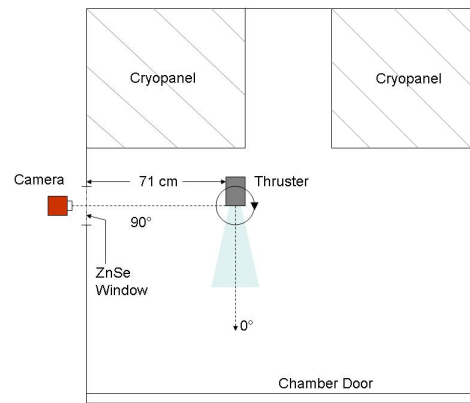 Cryopanel
Cryopanel
Camera
71 cm
Thruster
90°
ZnSe
Window
0°
Chamber Door